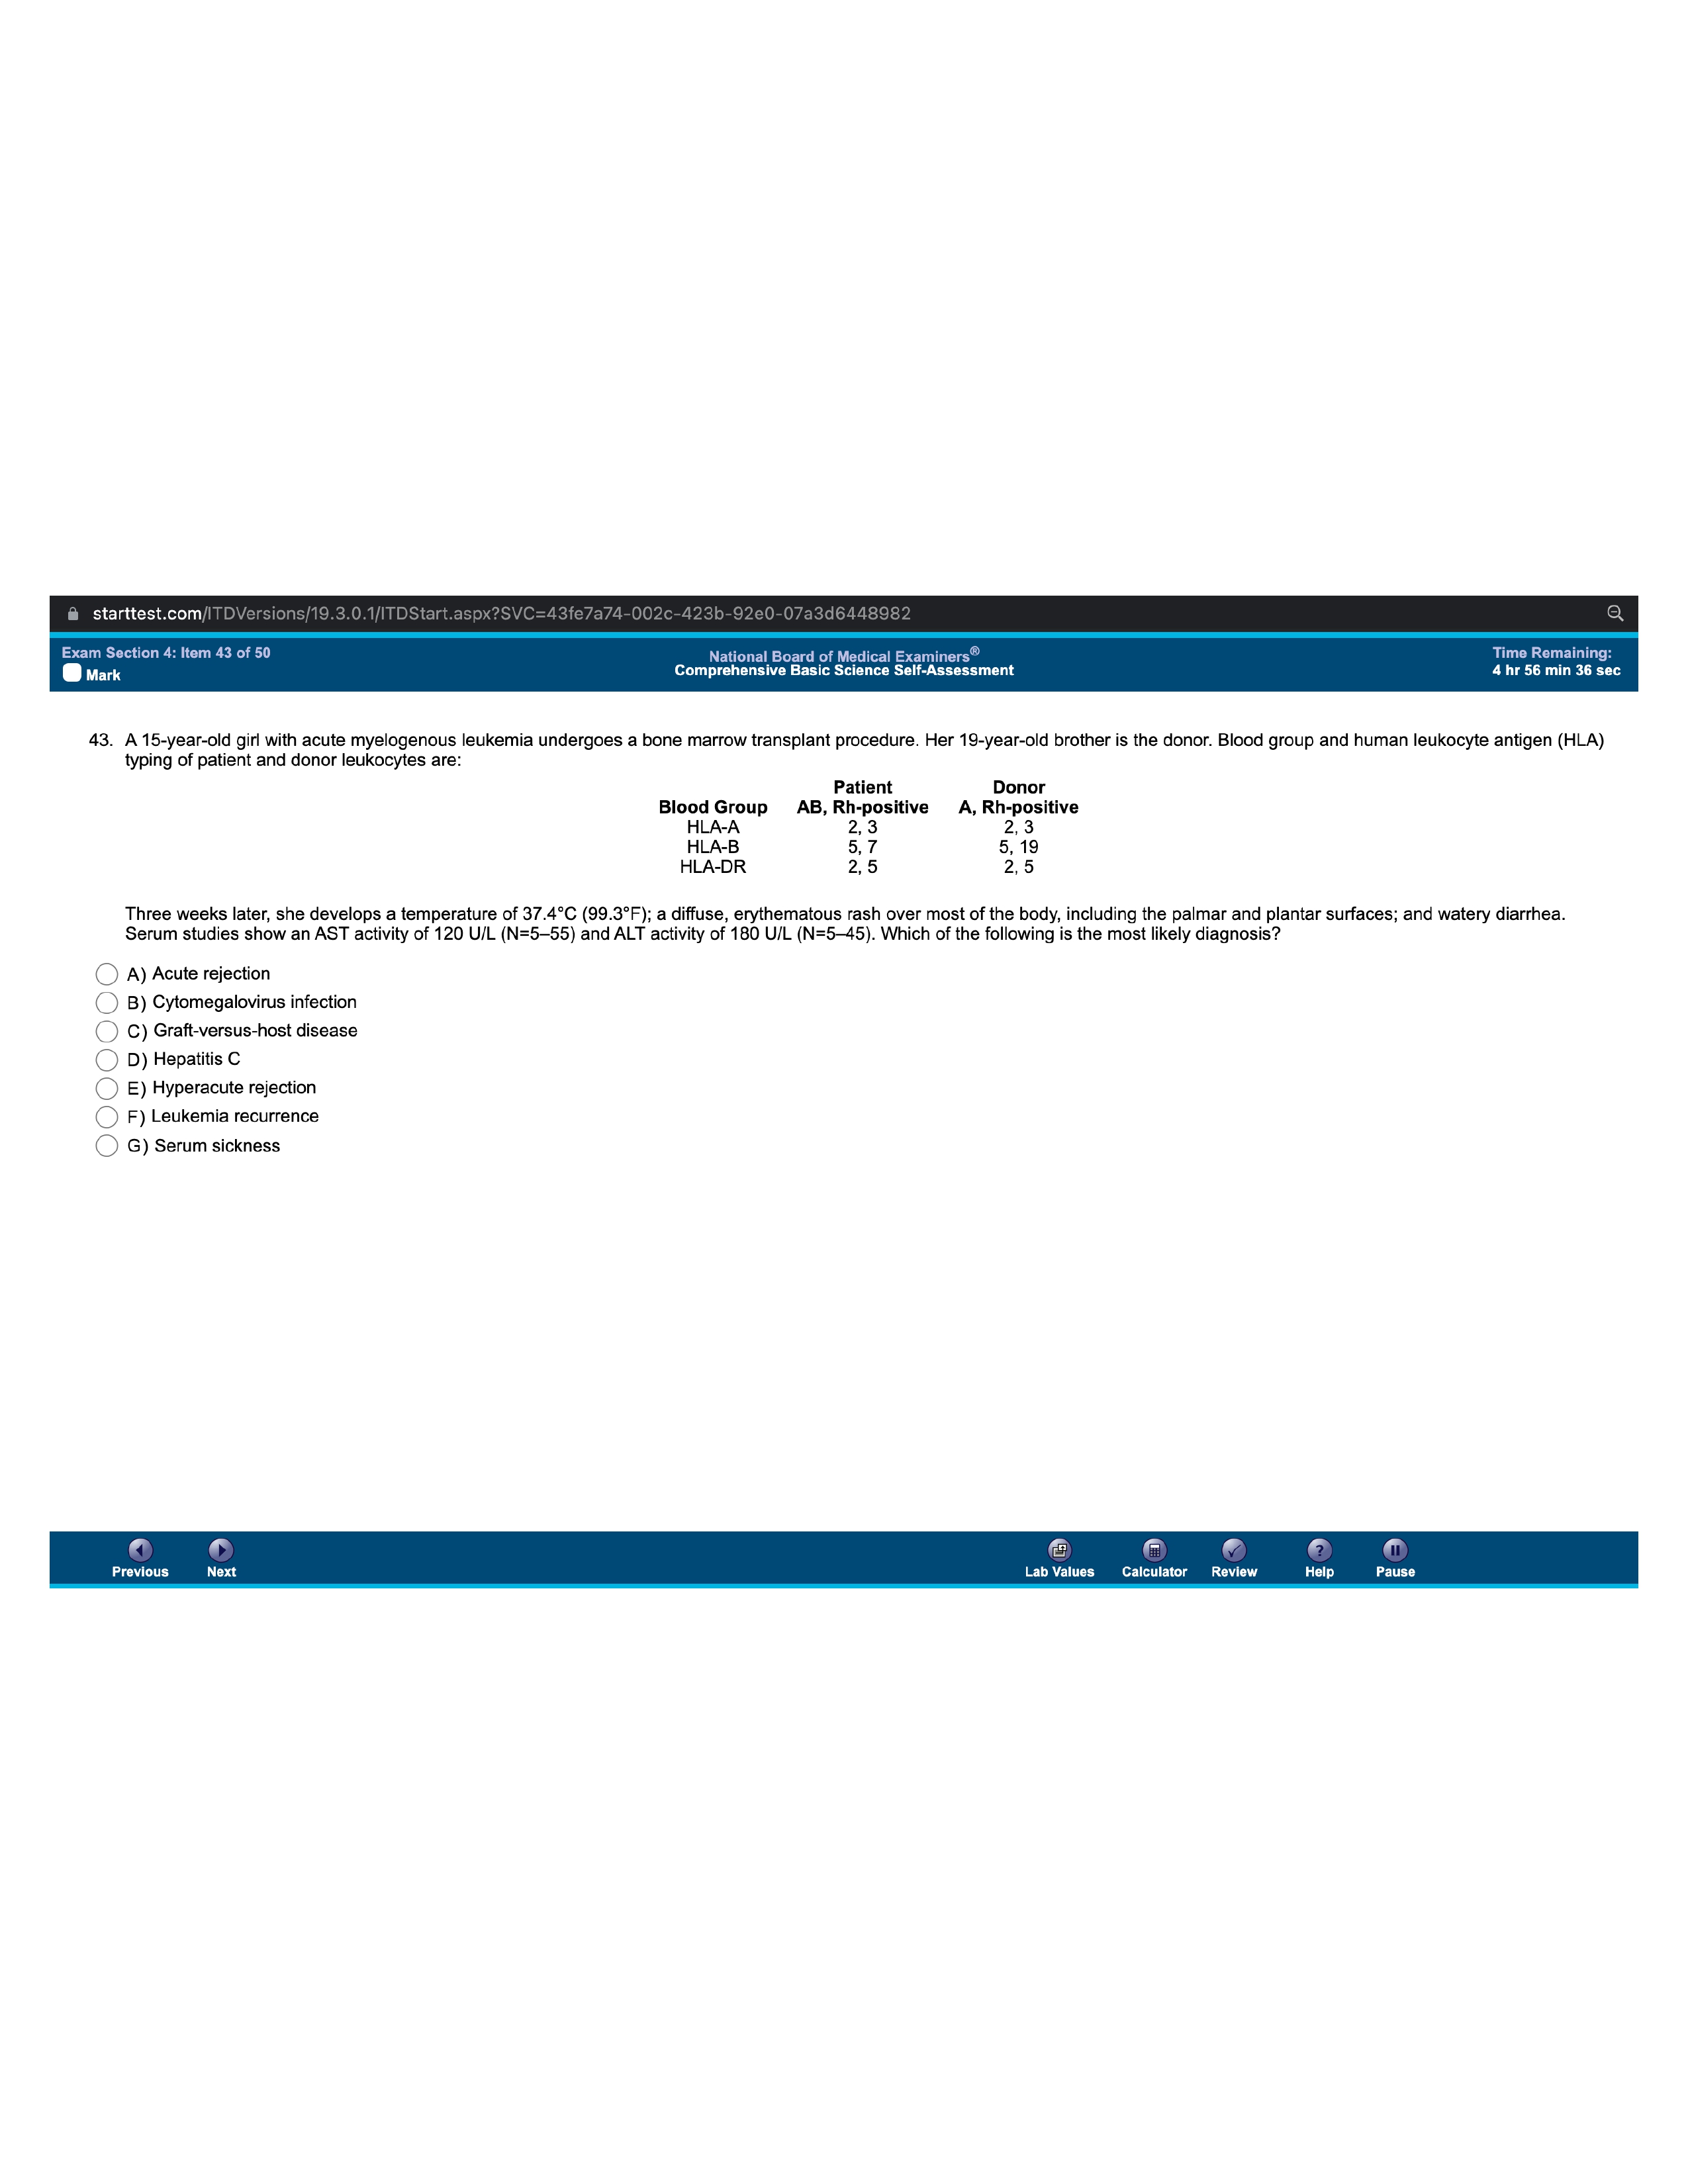 starttest.com/ITDVersions/19.3.0.1/ITDStart.aspx?SVC=43fe7a74-002c-423b-92e0-07a3d6448982
Exam Section 4: Item 43 of 50
Mark
National Board of Medical Examiners®
Comprehensive Basic Science Self-Assessment
Time Remaining:
4 hr 56 min 36 sec
43. A 15-year-old girl with acute myelogenous leukemia undergoes a bone marrow transplant procedure. Her 19-year-old brother is the donor. Blood group and human leukocyte antigen (HLA)
typing of patient and donor leukocytes are:
Patient Donor
Blood Group AB, Rh-positive A, Rh-positive
HLA-A 2, 3 2, 3
HLA-B 5, 7 5, 19
HLA-DR 2, 5 2, 5
Three weeks later, she develops a temperature of 37.4°C (99.3°F); a diffuse, erythematous rash over most of the body, including the palmar and plantar surfaces; and watery diarrhea.
Serum studies show an AST activity of 120 U/L (N=5–55) and ALT activity of 180 U/L (N=5–45). Which of the following is the most likely diagnosis?
A) Acute rejection
B) Cytomegalovirus infection
C) Graft-versus-host disease
D) Hepatitis C
E) Hyperacute rejection
F) Leukemia recurrence
G) Serum sickness
Previous Next Lab Values Calculator Review Help Pause